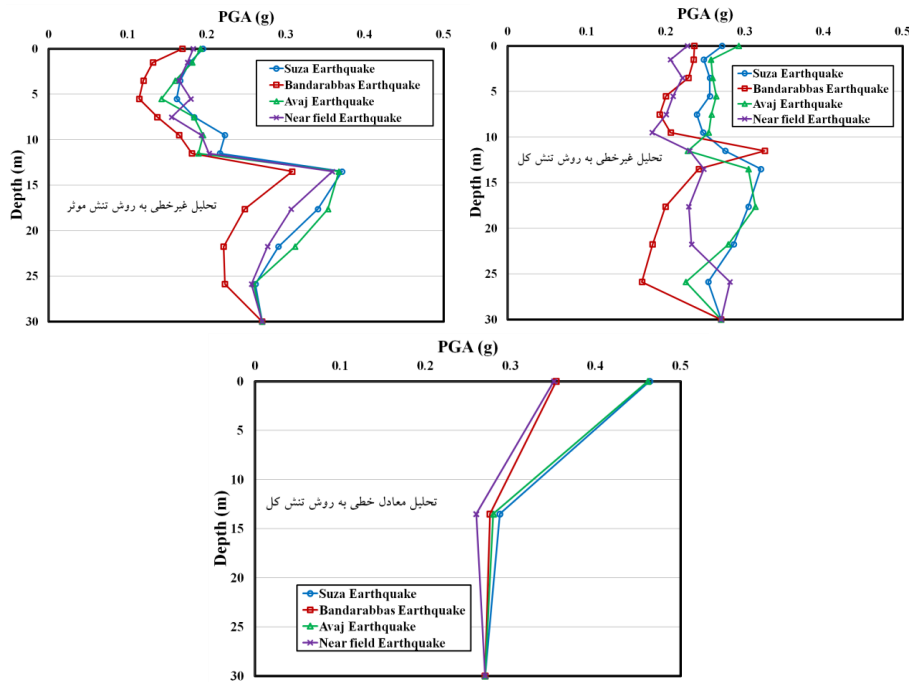 PGA (g)
0 0.1 0.2 0.3 0.4 0.5
0
5
10
15
20
25
30
Depth (m)
Suza Earthquake
Bandarabbas Earthquake
Avaj Earthquake
Near field Earthquake
تحلیل غیرخطی به روش تنش موثر
PGA (g)
0 0.1 0.2 0.3 0.4 0.5
0
5
10
15
20
25
30
Depth (m)
Suza Earthquake
Bandarabbas Earthquake
Avaj Earthquake
Near field Earthquake
تحلیل غیرخطی به روش تنش کل
PGA (g)
0 0.1 0.2 0.3 0.4 0.5
0
5
10
15
20
25
30
Depth (m)
تحلیل معادل خطی به روش تنش کل
Suza Earthquake
Bandarabbas Earthquake
Avaj Earthquake
Near field Earthquake